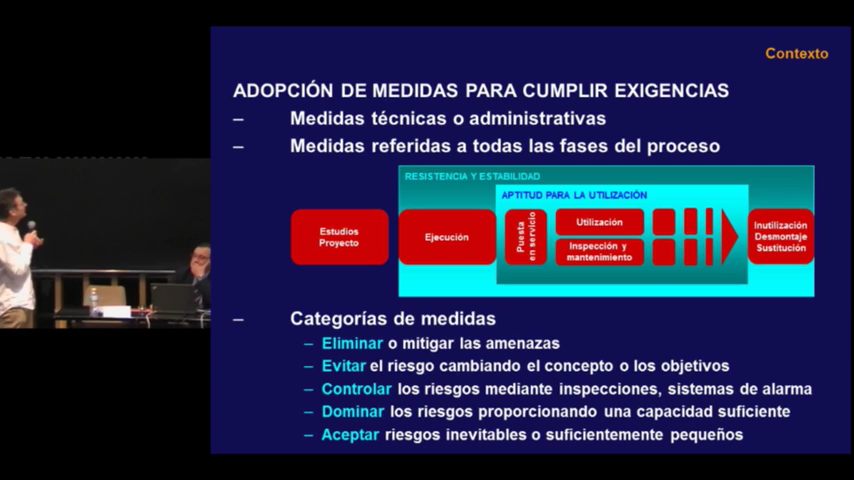 Contexto
ADOPCIÓN DE MEDIDAS PARA CUMPLIR EXIGENCIAS
– Medidas técnicas o administrativas
– Medidas referidas a todas las fases del proceso
RESISTENCIA Y ESTABILIDAD
APTITUD PARA LA UTILIZACIÓN
Estudios
Proyecto
Ejecución
Puesta
en servicio
Utilización
Inspección y
mantenimiento
Inutilización
Desmontaje
Sustitución
– Categorías de medidas
– Eliminar o mitigar las amenazas
– Evitar el riesgo cambiando el concepto o los objetivos
– Controlar los riesgos mediante inspecciones, sistemas de alarma
– Dominar los riesgos proporcionando una capacidad suficiente
– Aceptar riesgos inevitables o suficientemente pequeños